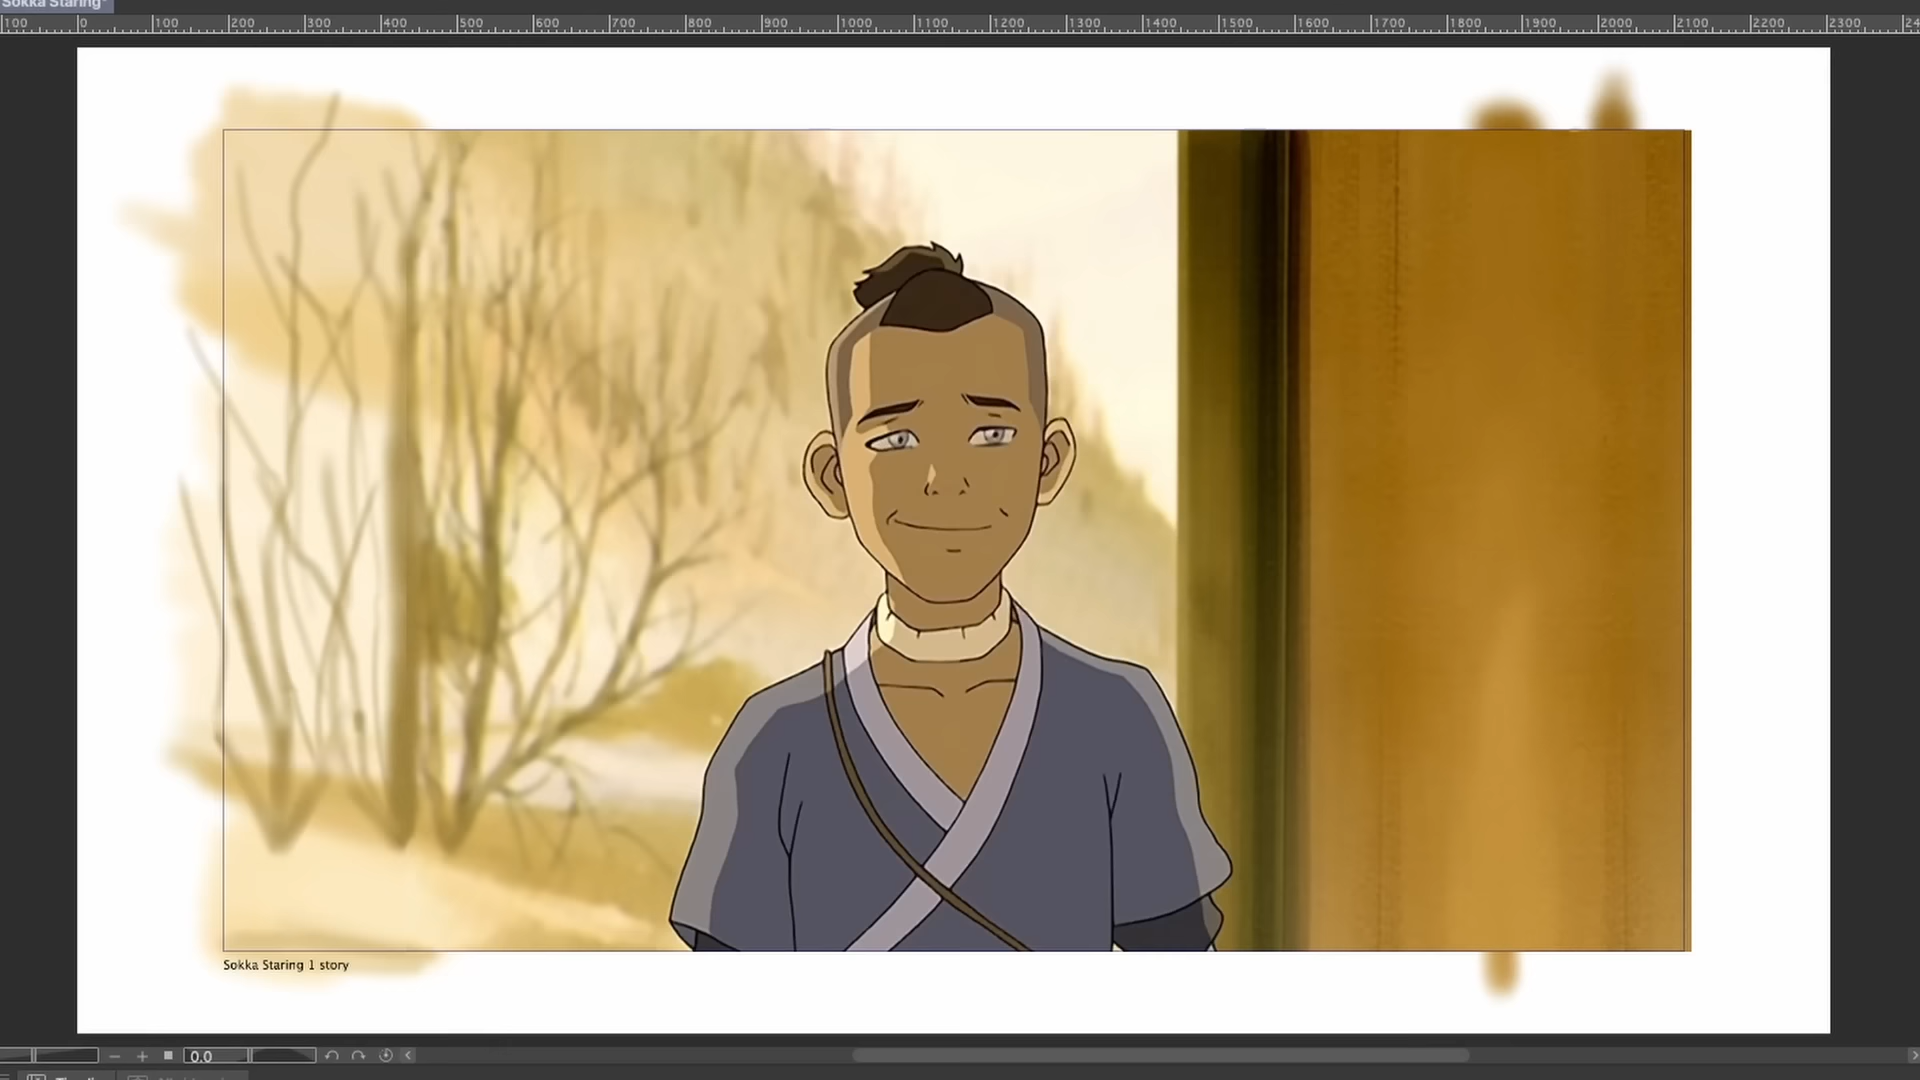 Sokka Staring*
100 0 100 200 300 400 500 600 700 800 900 1000 1100 1200 1300 1400 1500 1600 1700 1800 1900 2000 2100 2200 2300
Sokka Staring 1 story
0.0